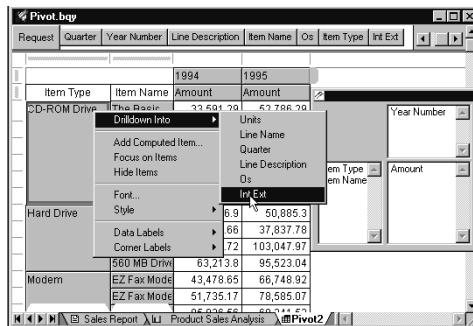 Pivot.bqy
Request Quarter Year Number Line Description Item Name Os Item Type Int Ext
1994 1995
Item Type Item Name Amount Amount
CD-ROM Drive The Basic 33,591.29 52,786.29
Drilldown Into
Add Computed Item...
Focus on Items
Hide Items
Font...
Style
Data Labels
Corner Labels
Units
Line Name
Quarter
Line Description
Os
Int Ext
Year Number
em Type
em Name
Amount
Hard Drive 6.9 50,885.3
.66 37,837.78
.72 103,047.97
560 MB Drive 63,213.8 95,523.04
Modem EZ Fax Mode 43,478.65 66,748.92
EZ Fax Mode 51,735.17 78,585.07
Sales Report Product Sales Analysis Pivot2